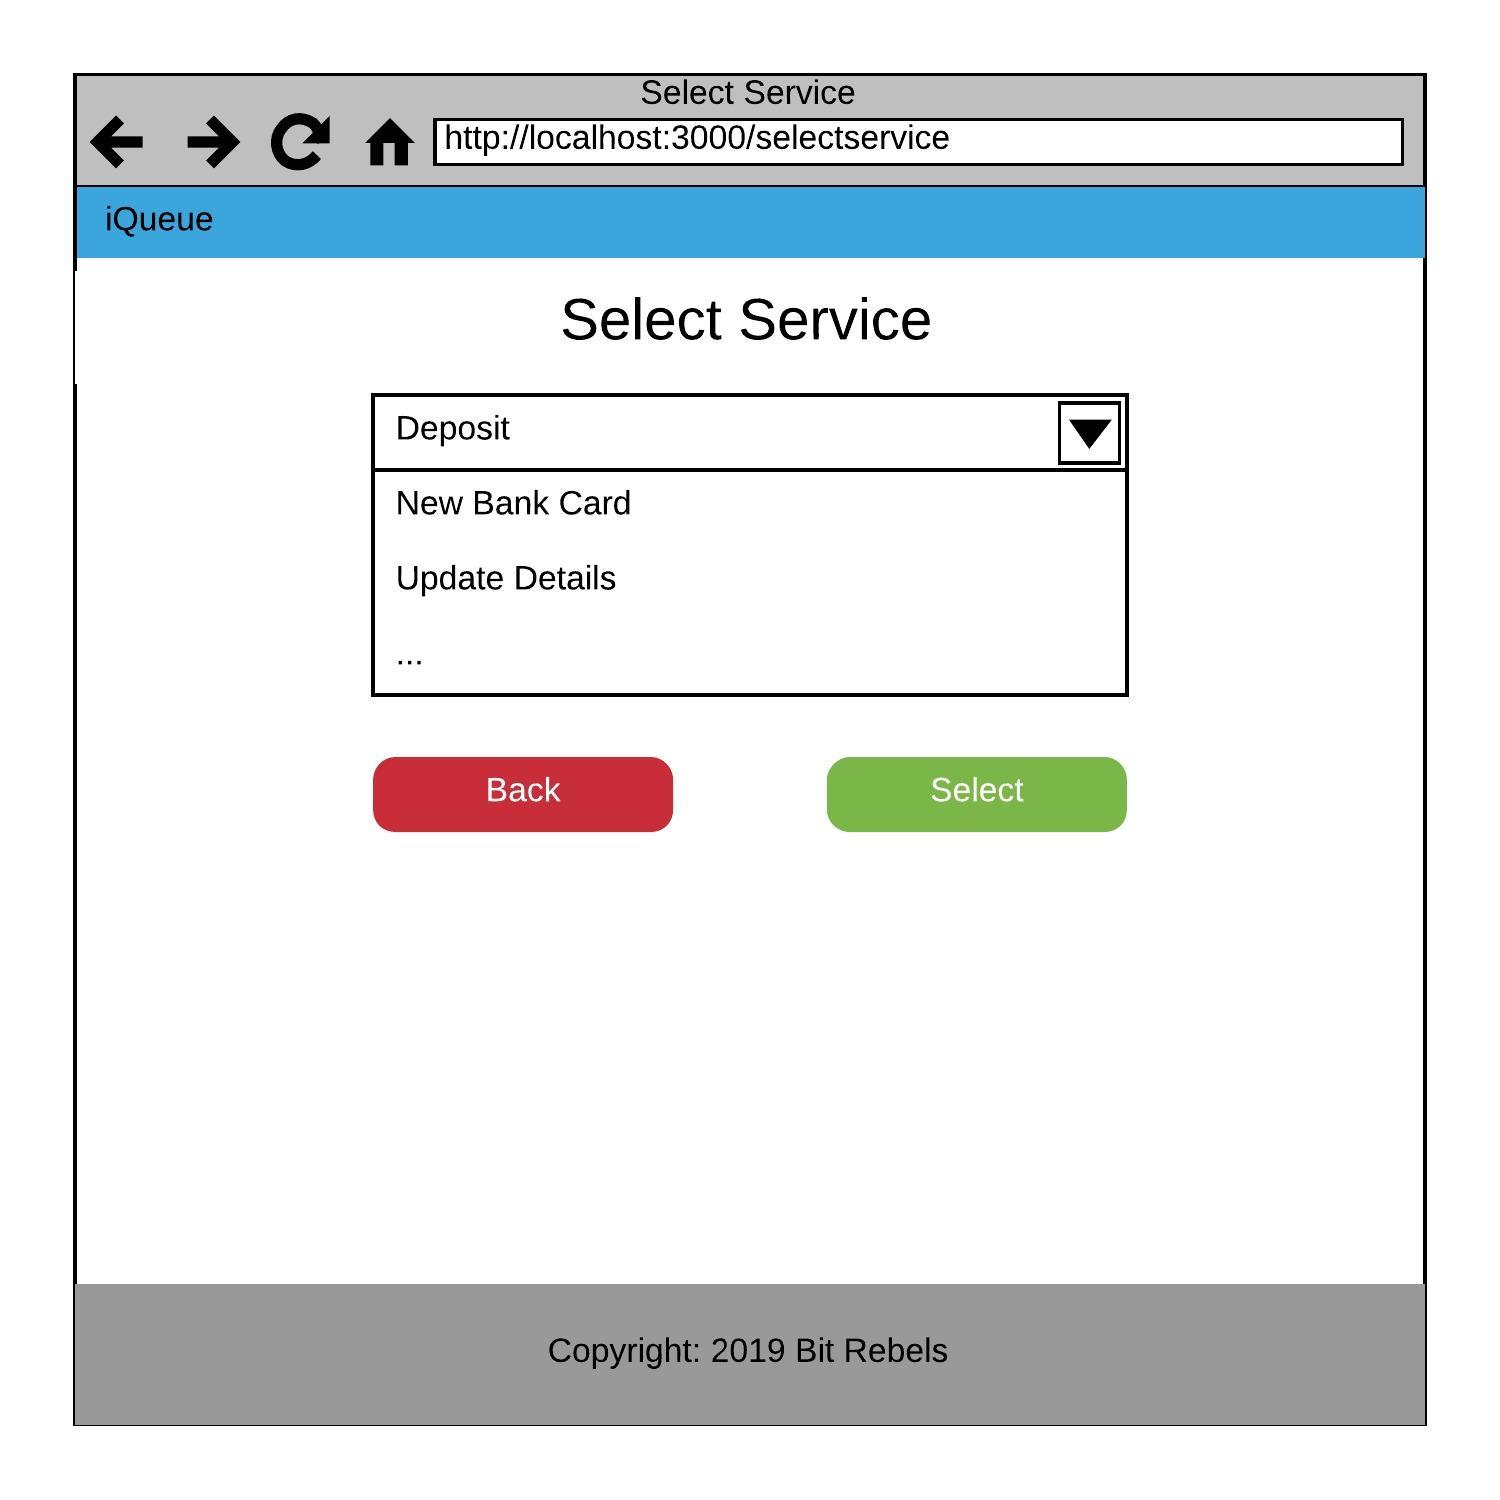 Select Service
http://localhost:3000/selectservice
iQueue
Select Service
Deposit
New Bank Card
Update Details
...
Back
Select
Copyright: 2019 Bit Rebels